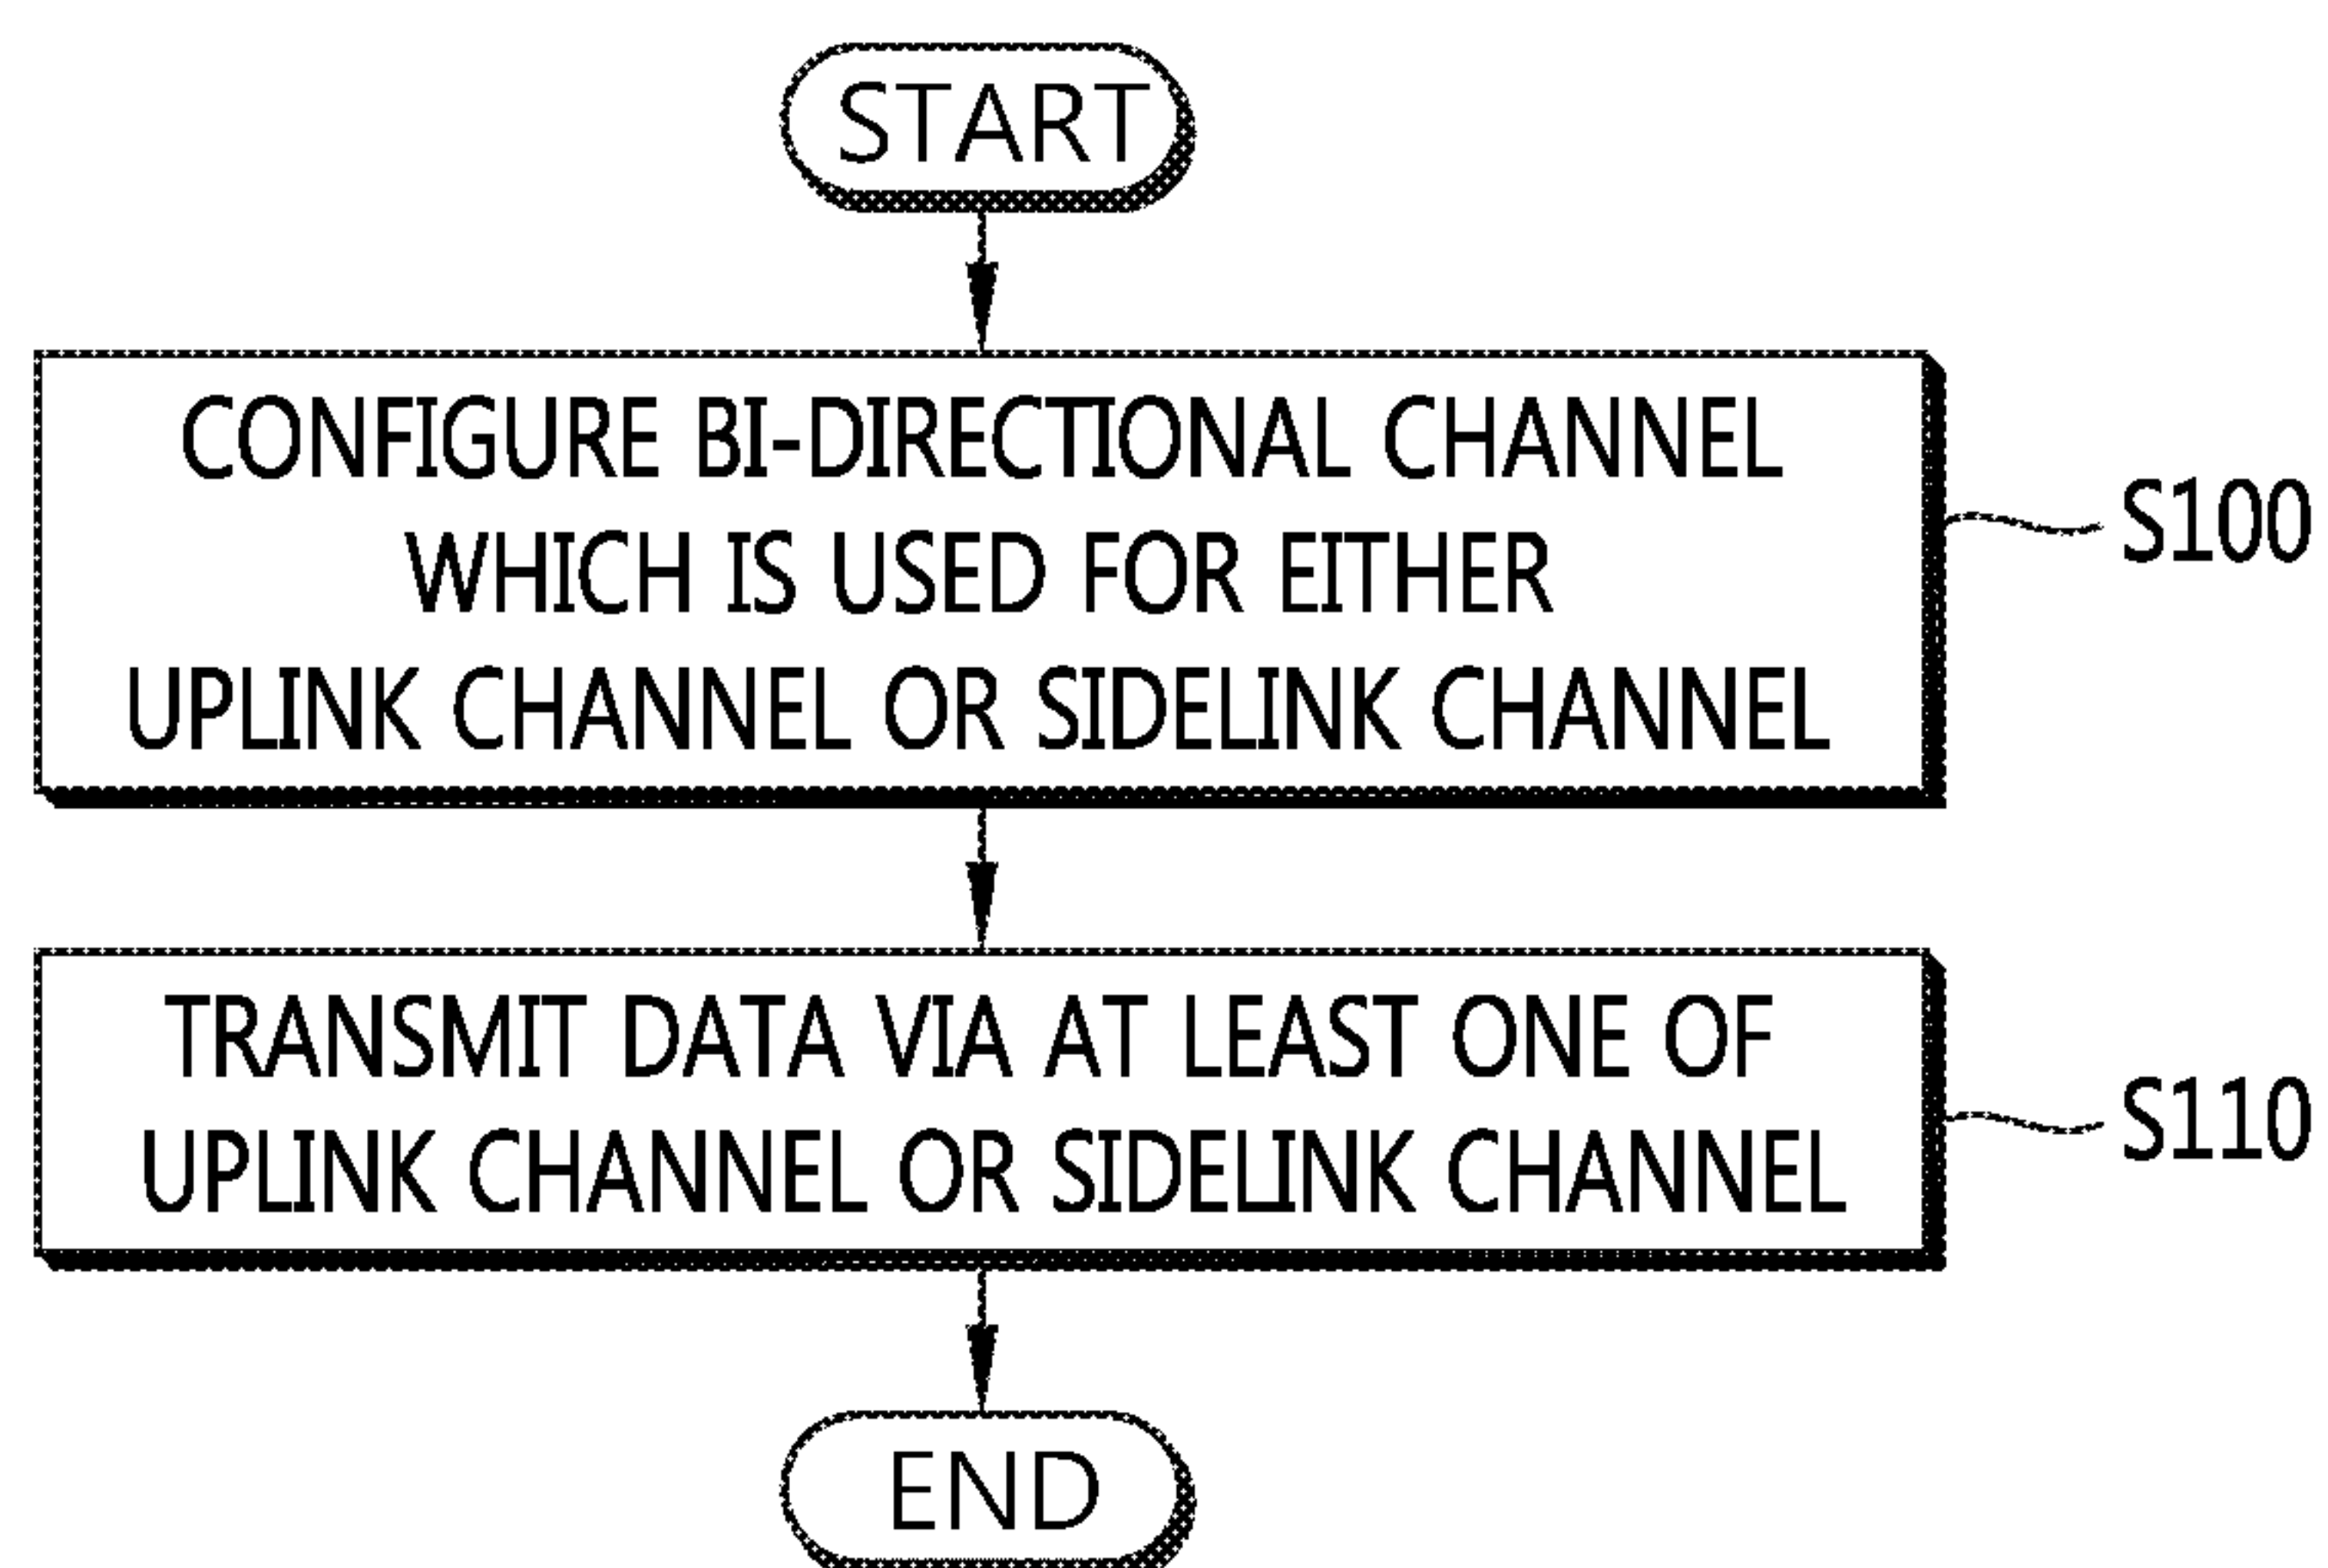 START
CONFIGURE BI-DIRECTIONAL CHANNEL
WHICH IS USED FOR EITHER
UPLINK CHANNEL OR SIDELINK CHANNEL
S100
TRANSMIT DATA VIA AT LEAST ONE OF
UPLINK CHANNEL OR SIDELINK CHANNEL
S110
END